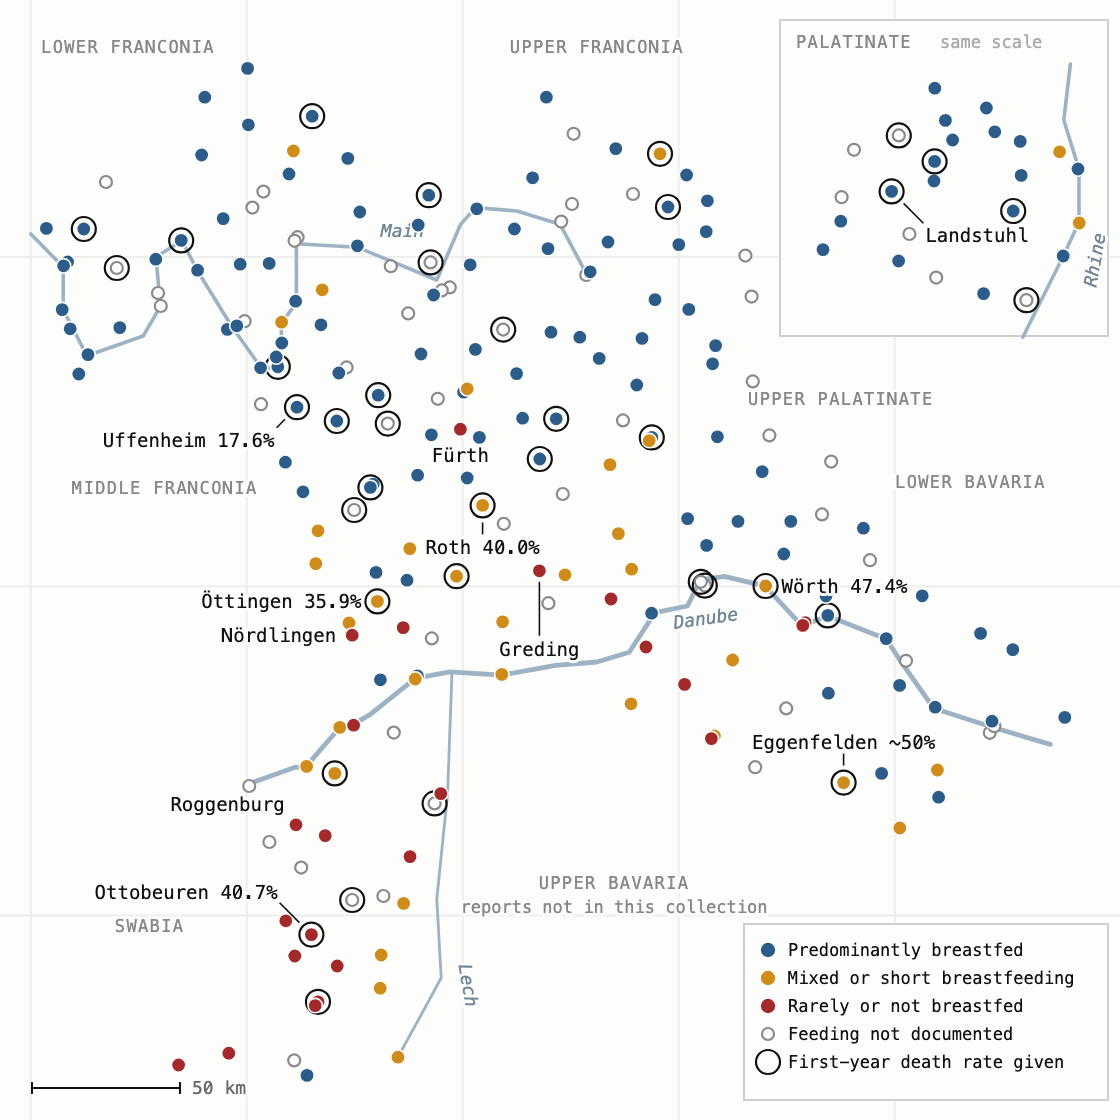 LOWER FRANCONIA
UPPER FRANCONIA
PALATINATE same scale
Main
Landstuhl
Rhine
UPPER PALATINATE
Uffenheim 17.6%
Fürth
MIDDLE FRANCONIA
LOWER BAVARIA
Roth 40.0%
Wörth 47.4%
Öttingen 35.9%
Danube
Nördlingen
Greding
Eggenfelden ~50%
Roggenburg
UPPER BAVARIA
reports not in this collection
Ottobeuren 40.7%
SWABIA
Lech
Predominantly breastfed
Mixed or short breastfeeding
Rarely or not breastfed
Feeding not documented
First-year death rate given
50 km